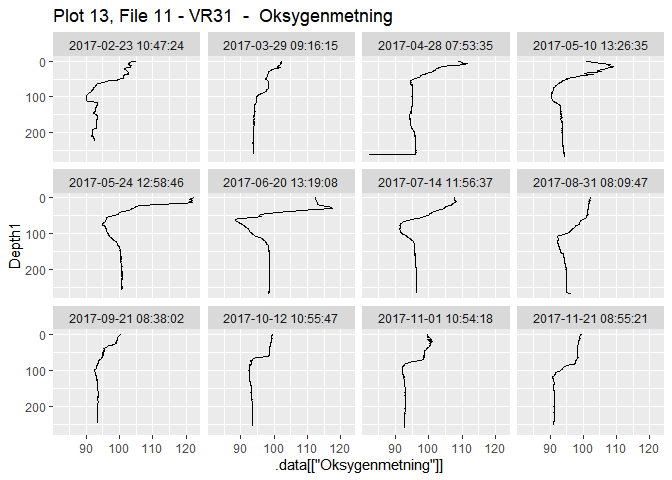 Plot 13, File 11 - VR31  -  Oksygenmetning
2017-02-23 10:47:24 2017-03-29 09:16:15 2017-04-28 07:53:35 2017-05-10 13:26:35
0
100
200
2017-05-24 12:58:46 2017-06-20 13:19:08 2017-07-14 11:56:37 2017-08-31 08:09:47
0
100
200
Depth1
2017-09-21 08:38:02 2017-10-12 10:55:47 2017-11-01 10:54:18 2017-11-21 08:55:21
0
100
200
90 100 110 120 90 100 110 120 90 100 110 120 90 100 110 120
.data[["Oksygenmetning"]]